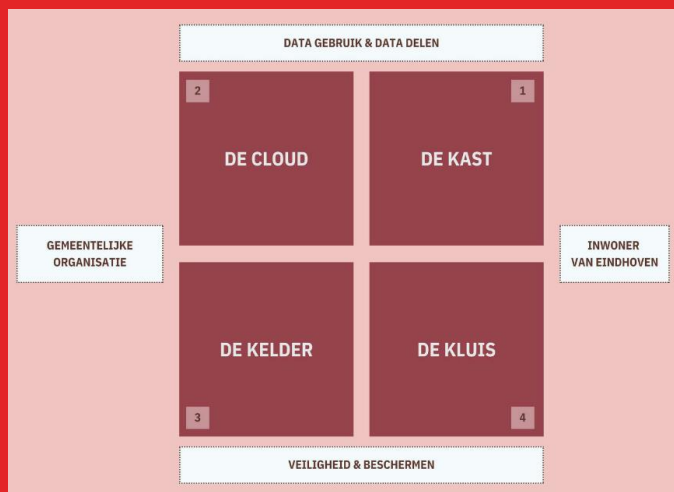 DATA GEBRUIK & DATA DELEN
2
1
DE CLOUD
DE KAST
GEMEENTELIJKE
ORGANISATIE
INWONER
VAN EINDHOVEN
DE KELDER
DE KLUIS
3
4
VEILIGHEID & BESCHERMEN